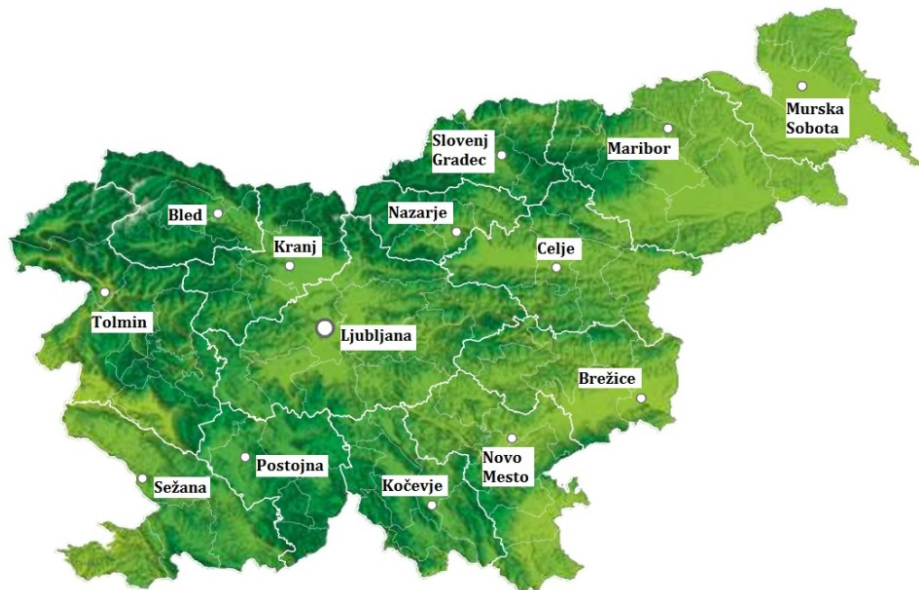 Murska
Sobota
Slovenj
Gradec
Maribor
Bled
Nazarje
Kranj
Celje
Tolmin
Ljubljana
Brežice
Postojna
Novo
Mesto
Kočevje
Sežana